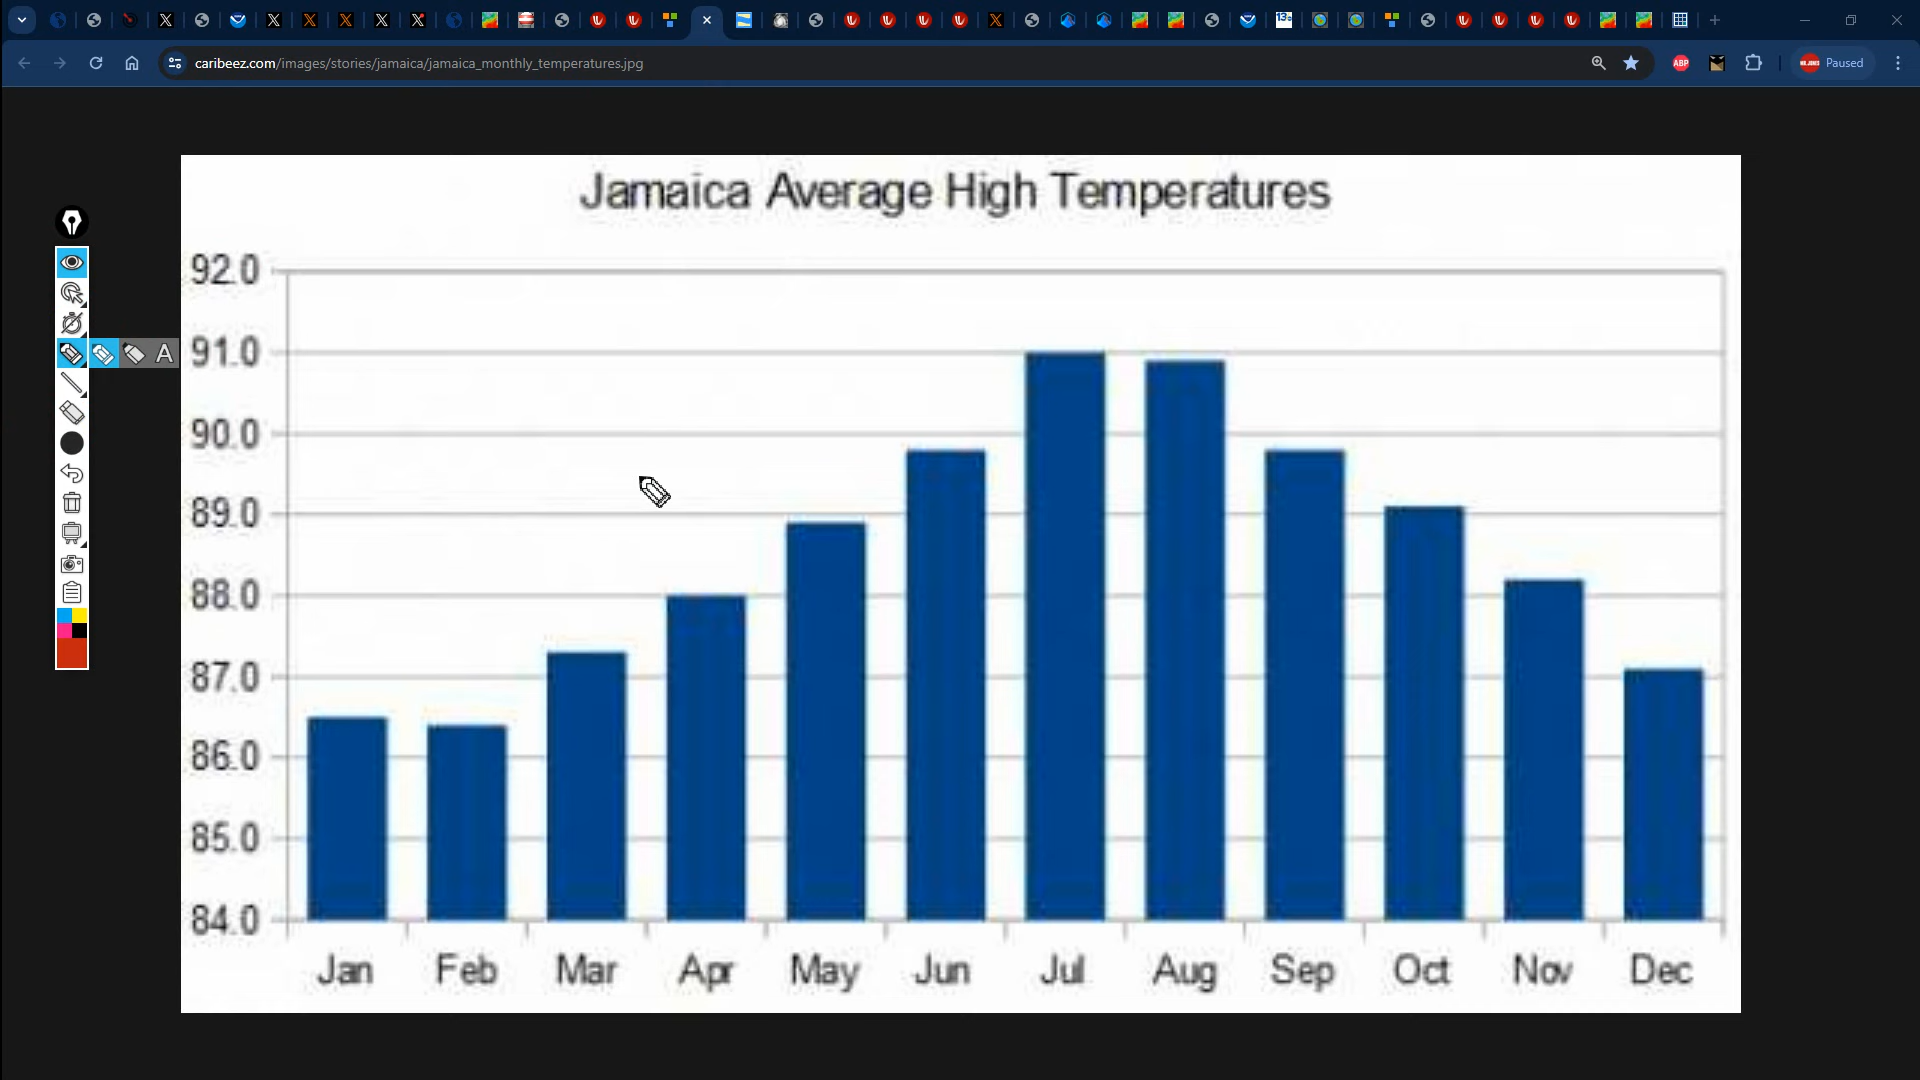 caribeez.com/images/stories/jamaica/jamaica_monthly_temperatures.jpg
ABP
Paused
Jamaica Average High Temperatures
92.0
91.0
90.0
89.0
88.0
87.0
86.0
85.0
84.0
Jan Feb Mar Apr May Jun Jul Aug Sep Oct Nov Dec
A